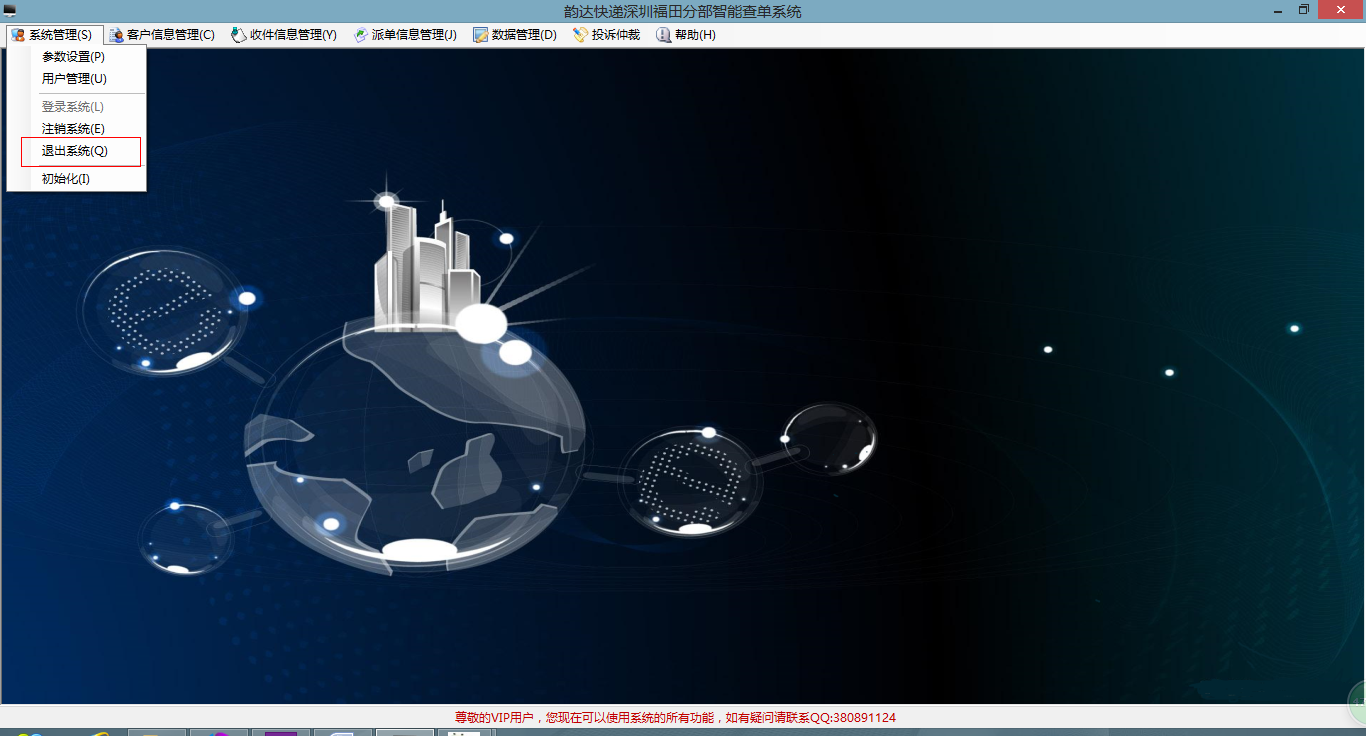 韵达快递深圳福田分部智能查单系统
系统管理(S) 客户信息管理(C) 收件信息管理(Y) 派单信息管理(J) 数据管理(D) 投诉仲裁 帮助(H)
参数设置(P)
用户管理(U)
登录系统(L)
注销系统(E)
退出系统(Q)
初始化(I)
尊敬的VIP用户，您现在可以使用系统的所有功能，如有疑问请联系QQ:380891124